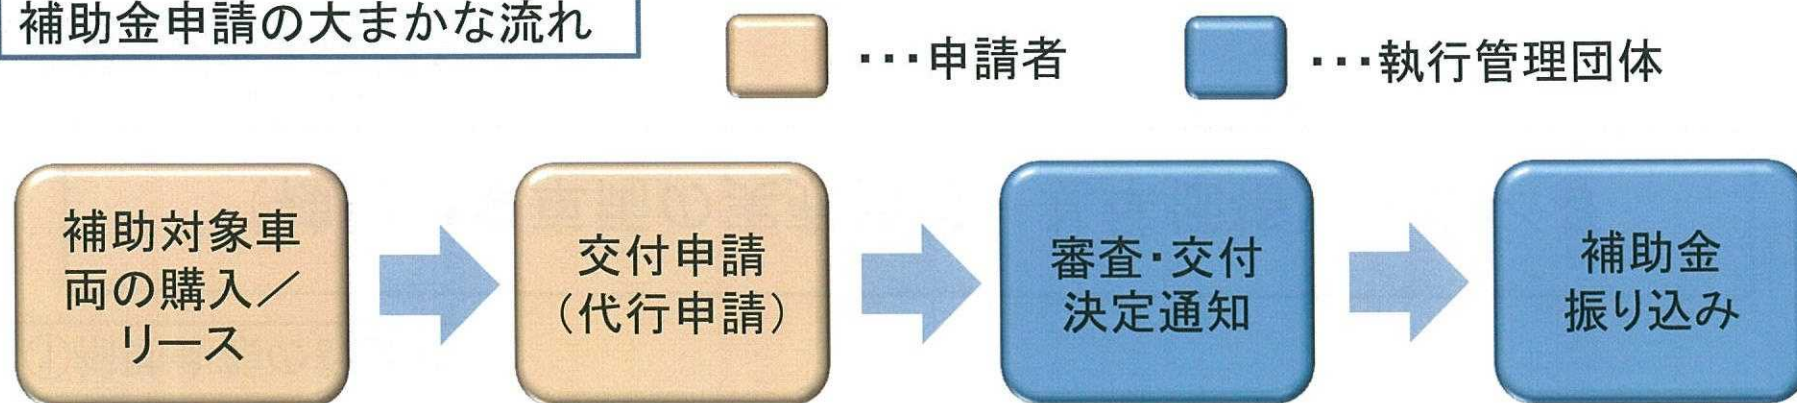 補助金申請の大まかな流れ
・・・申請者
・・・執行管理団体
補助対象車
両の購入／
リース
交付申請
（代行申請）
審査・交付
決定通知
補助金
振り込み